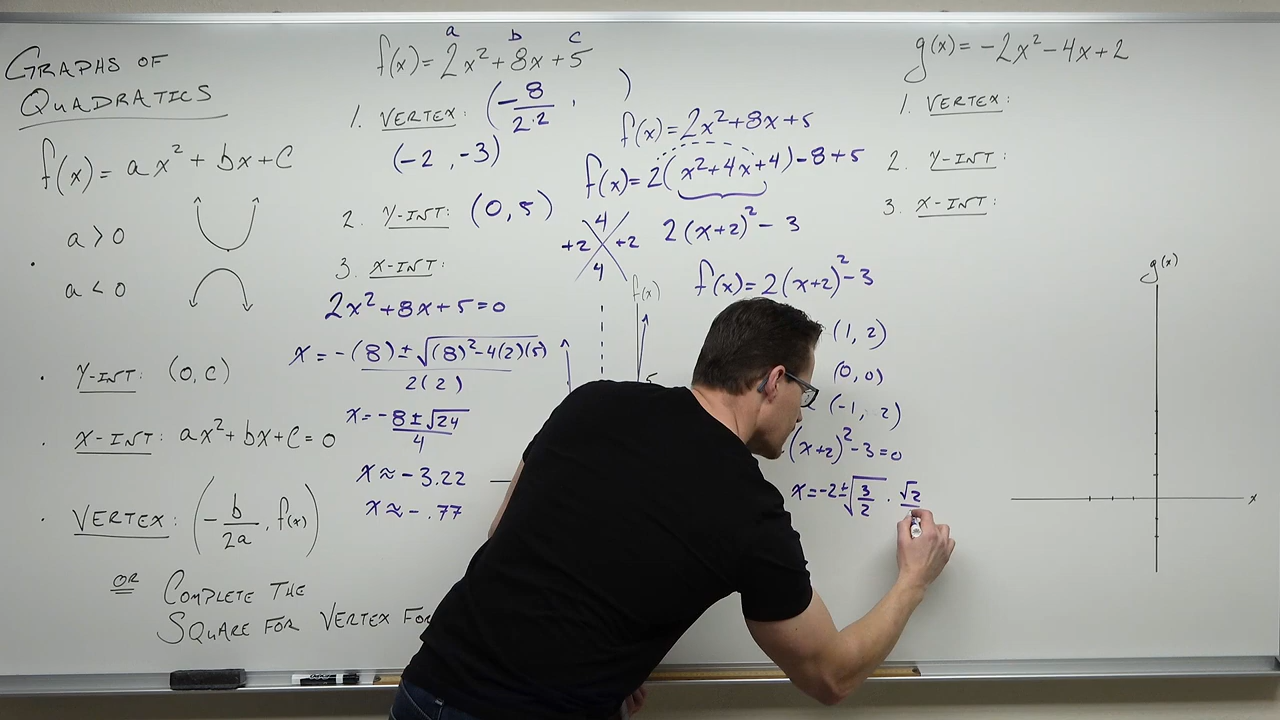 GRAPHS OF
QUADRATICS
f(x) = ax² + bx + C
a > 0
a < 0
Y-INT: (0, C)
X-INT: ax² + bx + C = 0
VERTEX: (-b/2a, f(x))
OR COMPLETE THE
SQUARE FOR VERTEX
a b c
f(x) = 2x² + 8x + 5
1. VERTEX: (-8/2·2 , )
(-2, -3)
2. Y-INT: (0, 5)
3. X-INT:
2x² + 8x + 5 = 0
x = -(8) ± √(8)² - 4(2)(5) / 2(2)
x = -8 ± √24 / 4
x ≈ -3.22
x ≈ -.77
f(x) = 2x² + 8x + 5
f(x) = 2(x² + 4x + 4) - 8 + 5
4
+2 +2
4
2(x+2)² - 3
f(x) = 2(x+2)² - 3
f(x)
(1, 2)
(0, 0)
(-1, 2)
(x+2)² - 3 = 0
x = -2 ± √3/2 · √2
g(x) = -2x² - 4x + 2
1. VERTEX:
2. Y-INT:
3. X-INT:
g(x)
x